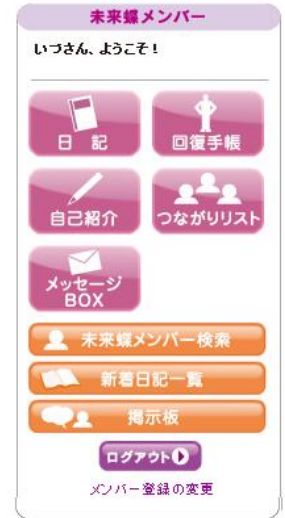 未来蝶メンバー
いづさん、ようこそ!
日 記
回復手帳
自己紹介
つながりリスト
メッセージ
BOX
未来蝶メンバー検索
新着日記一覧
掲示板
ログアウト
メンバー登録の変更